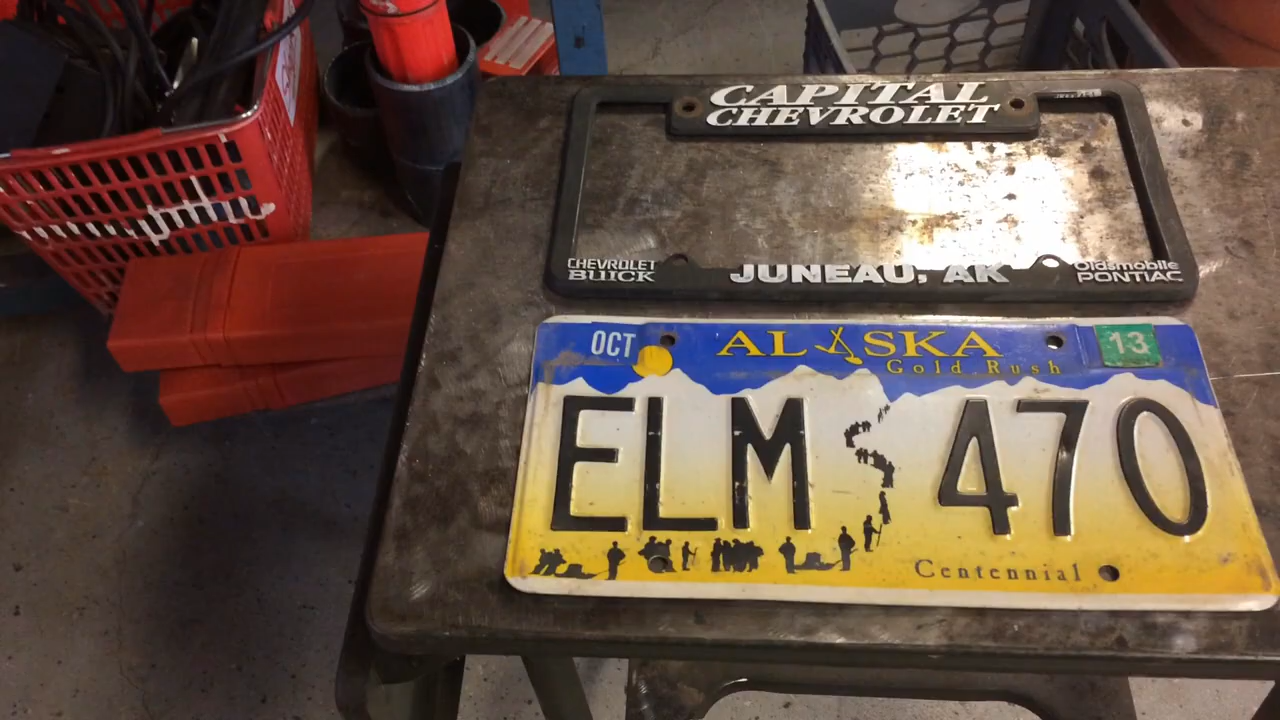 CAPITAL
CHEVROLET
CHEVROLET
BUICK
JUNEAU, AK
Oldsmobile
PONTIAC
OCT
ALASKA
13
Gold Rush
ELM 470
Centennial